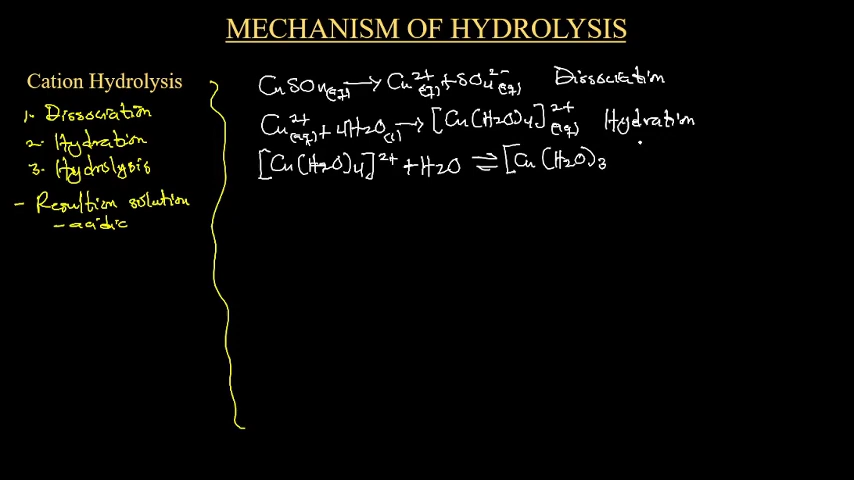 MECHANISM OF HYDROLYSIS
Cation Hydrolysis
1. Dissociation
2. Hydration
3. Hydrolysis
- Resultion solution
- acidic
CuSO4(aq) → Cu²⁺(aq) + SO4²⁻(aq) Dissociation
Cu²⁺(aq) + 4H2O(l) → [Cu(H2O)4]²⁺(aq) Hydration
[Cu(H2O)4]²⁺ + H2O ⇌ [Cu(H2O)3